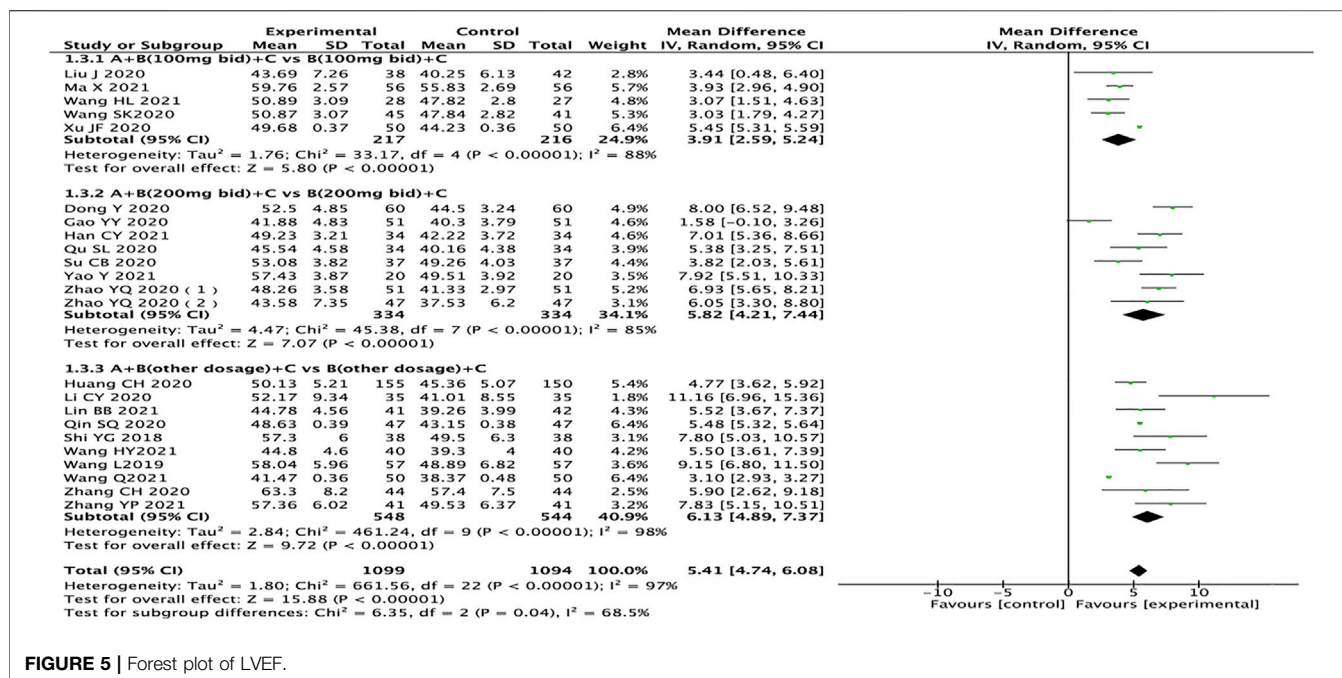 Experimental Control Mean Difference Mean Difference
Study or Subgroup Mean SD Total Mean SD Total Weight IV, Random, 95% CI IV, Random, 95% CI
1.3.1 A+B(100mg bid)+C vs B(100mg bid)+C
Liu J 2020 43.69 7.26 38 40.25 6.13 42 2.8% 3.44 [0.48, 6.40]
Ma X 2021 59.76 2.57 56 55.83 2.69 56 5.7% 3.93 [2.96, 4.90]
Wang HL 2021 50.89 3.09 28 47.82 2.8 27 4.8% 3.07 [1.51, 4.63]
Wang SK2020 50.87 3.07 45 47.84 2.82 41 5.3% 3.03 [1.79, 4.27]
Xu JF 2020 49.68 0.37 50 44.23 0.36 50 6.4% 5.45 [5.31, 5.59]
Subtotal (95% CI) 217 216 24.9% 3.91 [2.59, 5.24]
Heterogeneity: Tau² = 1.76; Chi² = 33.17, df = 4 (P < 0.00001); I² = 88%
Test for overall effect: Z = 5.80 (P < 0.00001)
1.3.2 A+B(200mg bid)+C vs B(200mg bid)+C
Dong Y 2020 52.5 4.85 60 44.5 3.24 60 4.9% 8.00 [6.52, 9.48]
Gao YY 2020 41.88 4.83 51 40.3 3.79 51 4.6% 1.58 [-0.10, 3.26]
Han CY 2021 49.23 3.21 34 42.22 3.72 34 4.6% 7.01 [5.36, 8.66]
Qu SL 2020 45.54 4.58 34 40.16 4.38 34 3.9% 5.38 [3.25, 7.51]
Su CB 2020 53.08 3.82 37 49.26 4.03 37 4.4% 3.82 [2.03, 5.61]
Yao Y 2021 57.43 3.87 20 49.51 3.92 20 3.5% 7.92 [5.51, 10.33]
Zhao YQ 2020 ( 1 ) 48.26 3.58 51 41.33 2.97 51 5.2% 6.93 [5.65, 8.21]
Zhao YQ 2020 ( 2 ) 43.58 7.35 47 37.53 6.2 47 3.1% 6.05 [3.30, 8.80]
Subtotal (95% CI) 334 334 34.1% 5.82 [4.21, 7.44]
Heterogeneity: Tau² = 4.47; Chi² = 45.38, df = 7 (P < 0.00001); I² = 85%
Test for overall effect: Z = 7.07 (P < 0.00001)
1.3.3 A+B(other dosage)+C vs B(other dosage)+C
Huang CH 2020 50.13 5.21 155 45.36 5.07 150 5.4% 4.77 [3.62, 5.92]
Li CY 2020 52.17 9.34 35 41.01 8.55 35 1.8% 11.16 [6.96, 15.36]
Lin BB 2021 44.78 4.56 41 39.26 3.99 42 4.3% 5.52 [3.67, 7.37]
Qin SQ 2020 48.63 0.39 47 43.15 0.38 47 6.4% 5.48 [5.32, 5.64]
Shi YG 2018 57.3 6 38 49.5 6.3 38 3.1% 7.80 [5.03, 10.57]
Wang HY2021 44.8 4.6 40 39.3 4 40 4.2% 5.50 [3.61, 7.39]
Wang L2019 58.04 5.96 57 48.89 6.82 57 3.6% 9.15 [6.80, 11.50]
Wang Q2021 41.47 0.36 50 38.37 0.48 50 6.4% 3.10 [2.93, 3.27]
Zhang CH 2020 63.3 8.2 44 57.4 7.5 44 2.5% 5.90 [2.62, 9.18]
Zhang YP 2021 57.36 6.02 41 49.53 6.37 41 3.2% 7.83 [5.15, 10.51]
Subtotal (95% CI) 548 544 40.9% 6.13 [4.89, 7.37]
Heterogeneity: Tau² = 2.84; Chi² = 461.24, df = 9 (P < 0.00001); I² = 98%
Test for overall effect: Z = 9.72 (P < 0.00001)
Total (95% CI) 1099 1094 100.0% 5.41 [4.74, 6.08]
Heterogeneity: Tau² = 1.80; Chi² = 661.56, df = 22 (P < 0.00001); I² = 97%
Test for overall effect: Z = 15.88 (P < 0.00001)
Test for subgroup differences: Chi² = 6.35, df = 2 (P = 0.04), I² = 68.5%
-10 -5 0 5 10
Favours [control] Favours [experimental]
FIGURE 5 | Forest plot of LVEF.